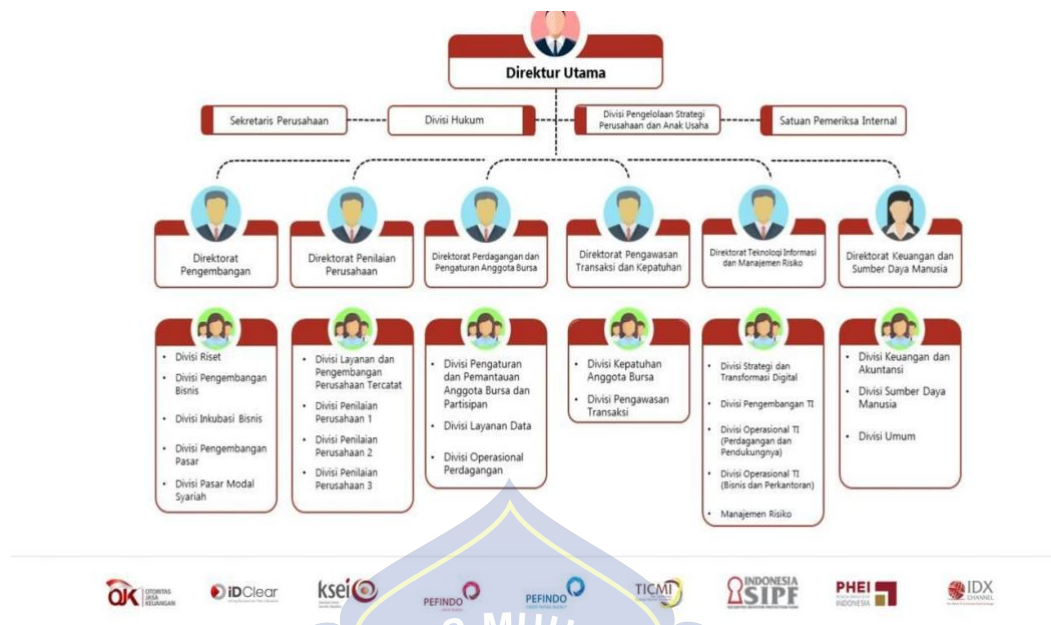 Direktur Utama
Sekretaris Perusahaan
Divisi Hukum
Divisi Pengelolaan Strategi
Perusahaan dan Anak Usaha
Satuan Pemeriksa Internal
Direktorat
Pengembangan
Direktorat Penilaian
Perusahaan
Direktorat Perdagangan dan
Pengaturan Anggota Bursa
Direktorat Pengawasan
Transaksi dan Kepatuhan
Direktorat Teknologi Informasi
dan Manajemen Risiko
Direktorat Keuangan dan
Sumber Daya Manusia
• Divisi Riset
• Divisi Pengembangan
Bisnis
• Divisi Inkubasi Bisnis
• Divisi Pengembangan
Pasar
• Divisi Pasar Modal
Syariah
• Divisi Layanan dan
Pengembangan
Perusahaan Tercatat
• Divisi Penilaian
Perusahaan 1
• Divisi Penilaian
Perusahaan 2
• Divisi Penilaian
Perusahaan 3
• Divisi Pengaturan
dan Pemantauan
Anggota Bursa dan
Partisipan
• Divisi Layanan Data
• Divisi Operasional
Perdagangan
• Divisi Kepatuhan
Anggota Bursa
• Divisi Pengawasan
Transaksi
• Divisi Strategi dan
Transformasi Digital
• Divisi Pengembangan TI
• Divisi Operasional TI
(Perdagangan dan
Pendukungnya)
• Divisi Operasional TI
(Bisnis dan Perkantoran)
• Manajemen Risiko
• Divisi Keuangan dan
Akuntansi
• Divisi Sumber Daya
Manusia
• Divisi Umum
OJK OTORITAS
JASA
KEUANGAN
iDClear
ksei
PEFINDO
PEFINDO
TICMI
INDONESIA
SIPF
PHEI
INDONESIA
IDX
CHANNEL